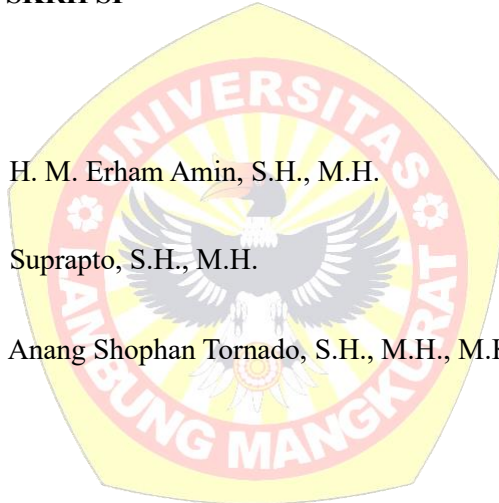 SKRIPSI
UNIVERSITAS
H. M. Erham Amin, S.H., M.H.
Suprapto, S.H., M.H.
Anang Shophan Tornado, S.H., M.H.,
LAMBUNG MANGKURAT